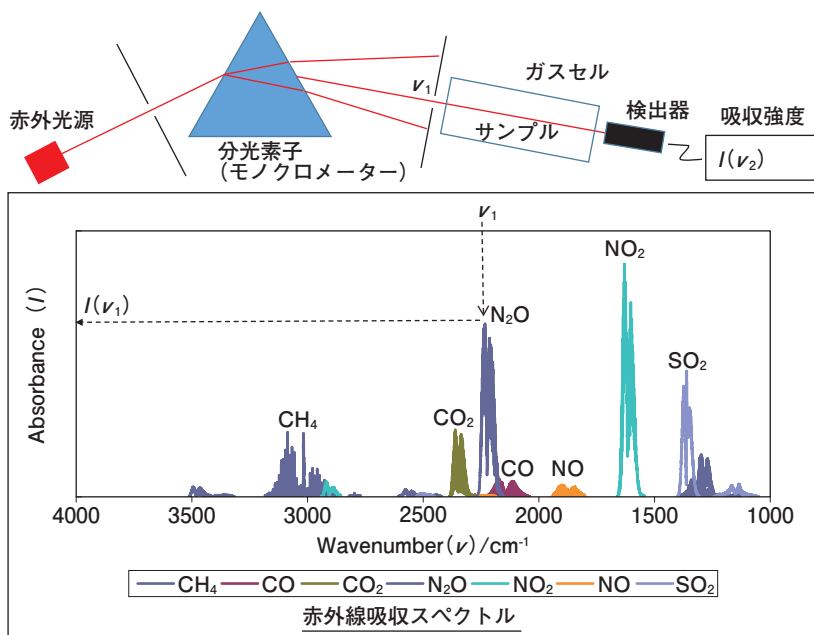 赤外光源
分光素子
（モノクロメーター）
ν₁
ガスセル
サンプル
検出器
吸収強度
I(ν₂)
ν₁
I(ν₁)
Absorbance（I）
CH₄
CO₂
N₂O
CO
NO
NO₂
SO₂
4000 3500 3000 2500 2000 1500 1000
Wavenumber(ν)/cm⁻¹
CH₄ CO CO₂ N₂O NO₂ NO SO₂
赤外線吸収スペクトル